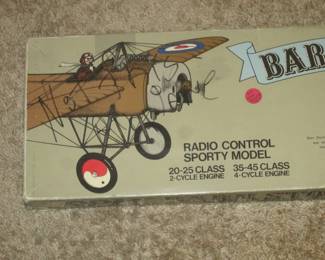 BAR
RADIO CONTROL
SPORTY MODEL
20-25 CLASS 35-45 CLASS
2-CYCLE ENGINE 4-CYCLE ENGINE